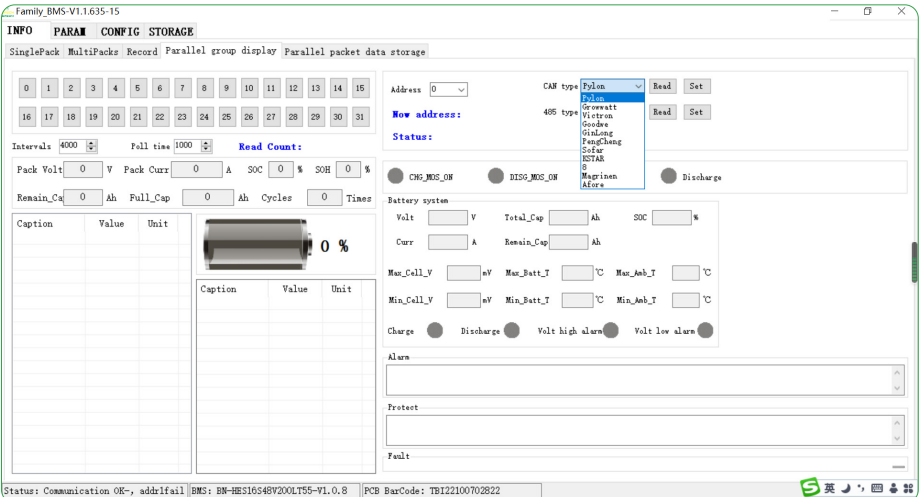 Family_BMS-V1.1.635-15
INFO PARAM CONFIG STORAGE
SinglePack MultiPacks Record Parallel group display Parallel packet data storage
0 1 2 3 4 5 6 7 8 9 10 11 12 13 14 15
16 17 18 19 20 21 22 23 24 25 26 27 28 29 30 31
Intervals 4000 Poll time 1000 Read Count:
Pack Volt 0 V Pack Curr 0 A SOC 0 % SOH 0 %
Remain_Ca 0 Ah Full_Cap 0 Ah Cycles 0 Times
Caption Value Unit
0 %
Caption Value Unit
Address 0 CAN type Pylon Read Set
Now address: 485 type Read Set
Status:
Pylon
Growwatt
Victron
Goodwe
GinLong
PengCheng
Sofar
KSTAR
8
Magrinen
Afore
CHG_MOS_ON DISG_MOS_ON Discharge
Battery system
Volt V Total_Cap Ah SOC %
Curr A Remain_Cap Ah
Max_Cell_V mV Max_Batt_T ℃ Max_Amb_T ℃
Min_Cell_V mV Min_Batt_T ℃ Min_Amb_T ℃
Charge Discharge Volt high alarm Volt low alarm
Alarm
Protect
Fault
Status: Communication OK-, addr1fail BMS: BN-HES16S48V200LT55-V1.0.8 PCB BarCode: TBI22100702822
S 英